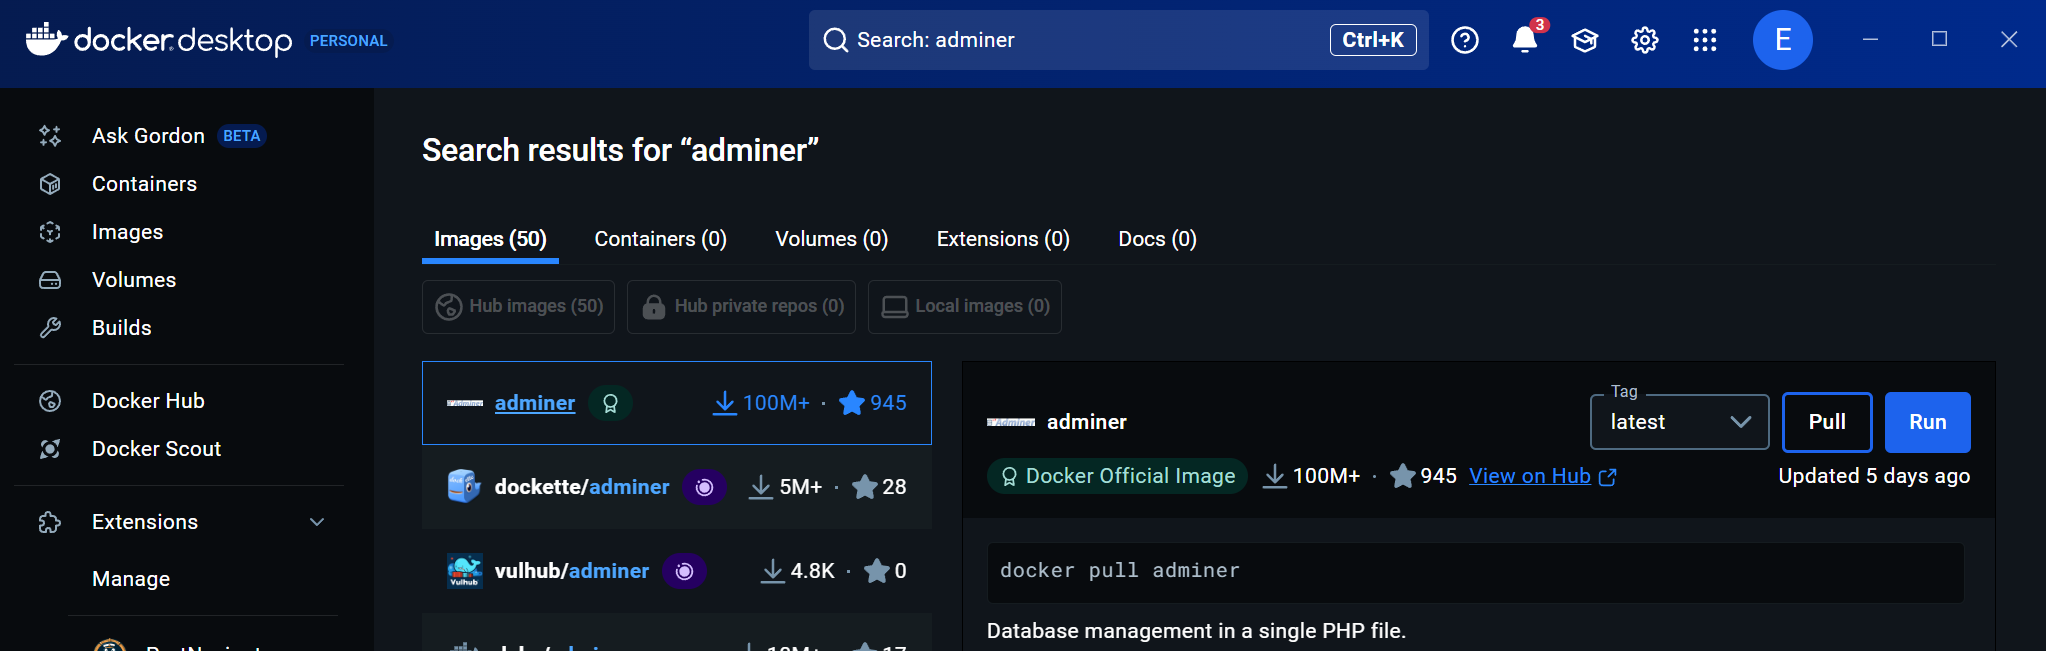 docker desktop PERSONAL
Search: adminer Ctrl+K
3
E
Ask Gordon BETA
Containers
Images
Volumes
Builds
Docker Hub
Docker Scout
Extensions
Manage
Search results for “adminer”
Images (50) Containers (0) Volumes (0) Extensions (0) Docs (0)
Hub images (50) Hub private repos (0) Local images (0)
adminer 100M+ · 945
dockette/adminer 5M+ · 28
Vulhub vulhub/adminer 4.8K · 0
Adminer adminer
Tag
latest
Pull Run
Docker Official Image 100M+ · 945 View on Hub Updated 5 days ago
docker pull adminer
Database management in a single PHP file.